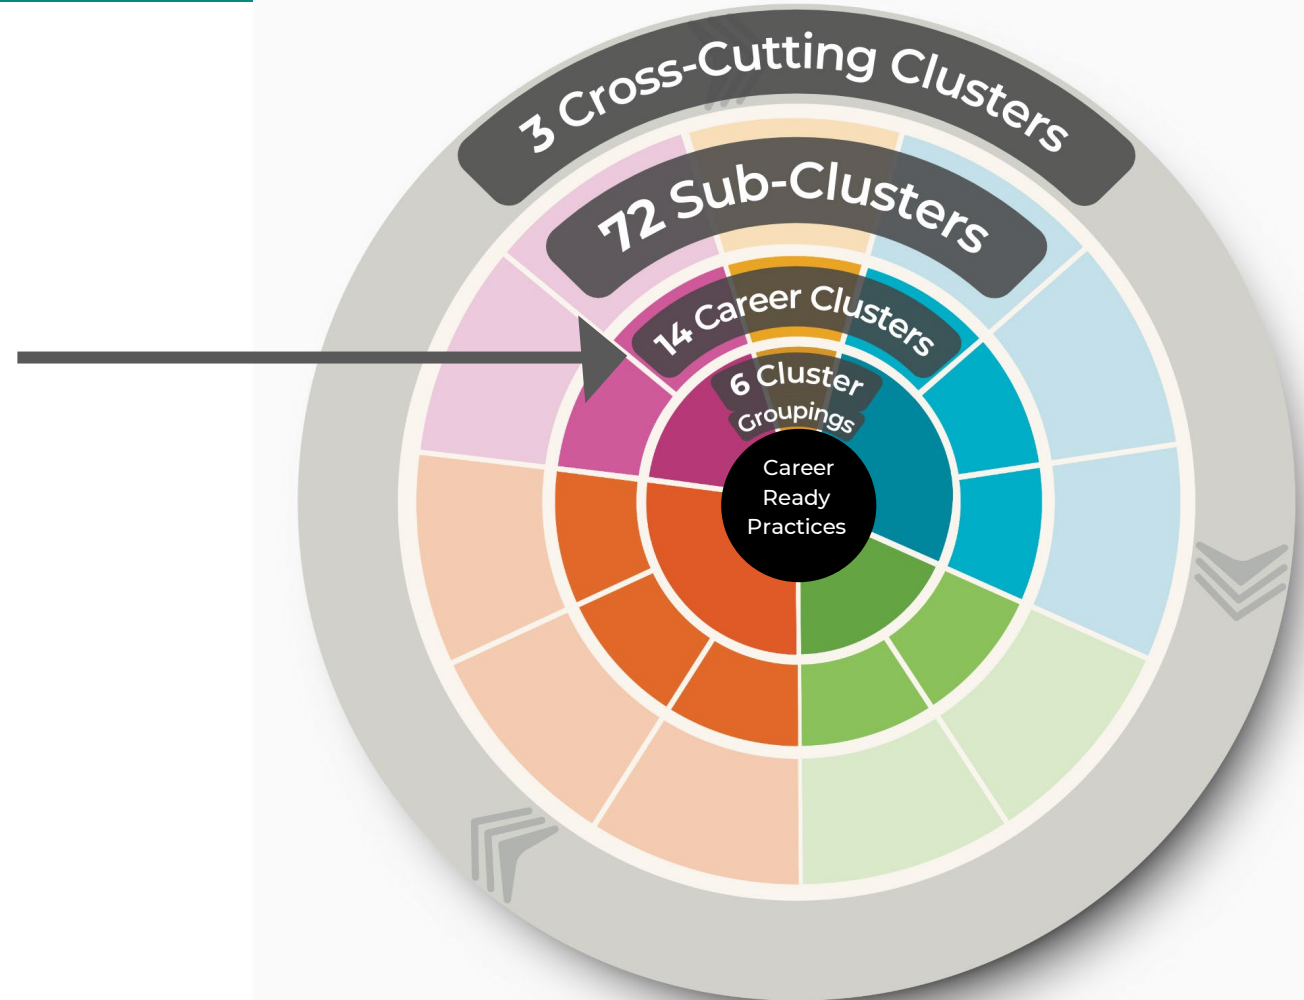 3 Cross-Cutting Clusters
72 Sub-Clusters
14 Career Clusters
6 Cluster
Groupings
Career
Ready
Practices